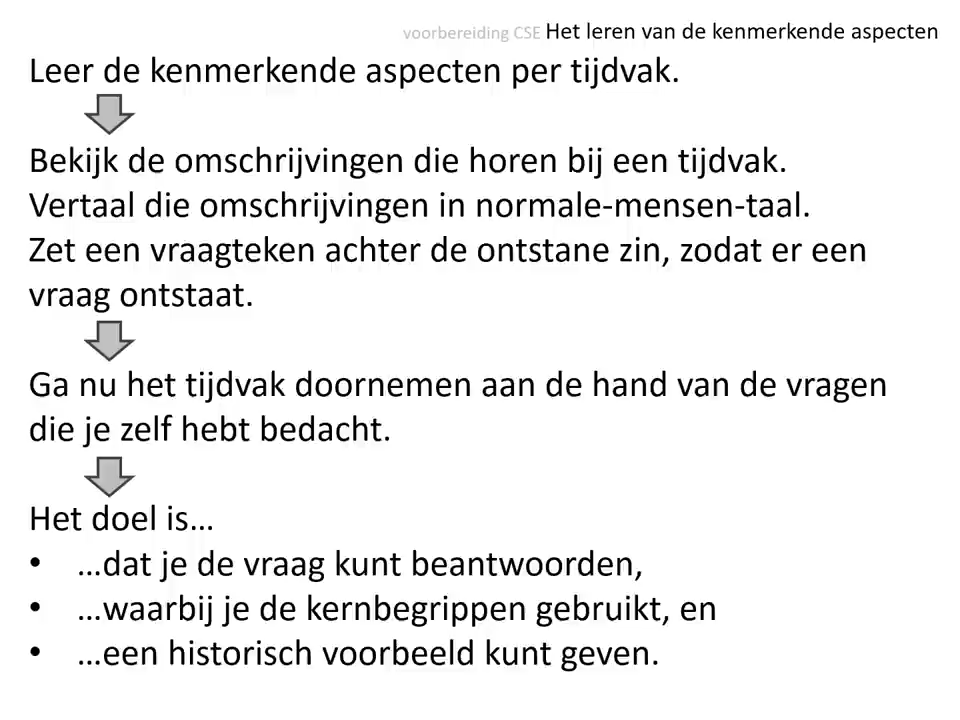 voorbereiding CSE Het leren van de kenmerkende aspecten
Leer de kenmerkende aspecten per tijdvak.
Bekijk de omschrijvingen die horen bij een tijdvak.
Vertaal die omschrijvingen in normale-mensen-taal.
Zet een vraagteken achter de ontstane zin, zodat er een
vraag ontstaat.
Ga nu het tijdvak doornemen aan de hand van de vragen
die je zelf hebt bedacht.
Het doel is…
• …dat je de vraag kunt beantwoorden,
• …waarbij je de kernbegrippen gebruikt, en
• …een historisch voorbeeld kunt geven.